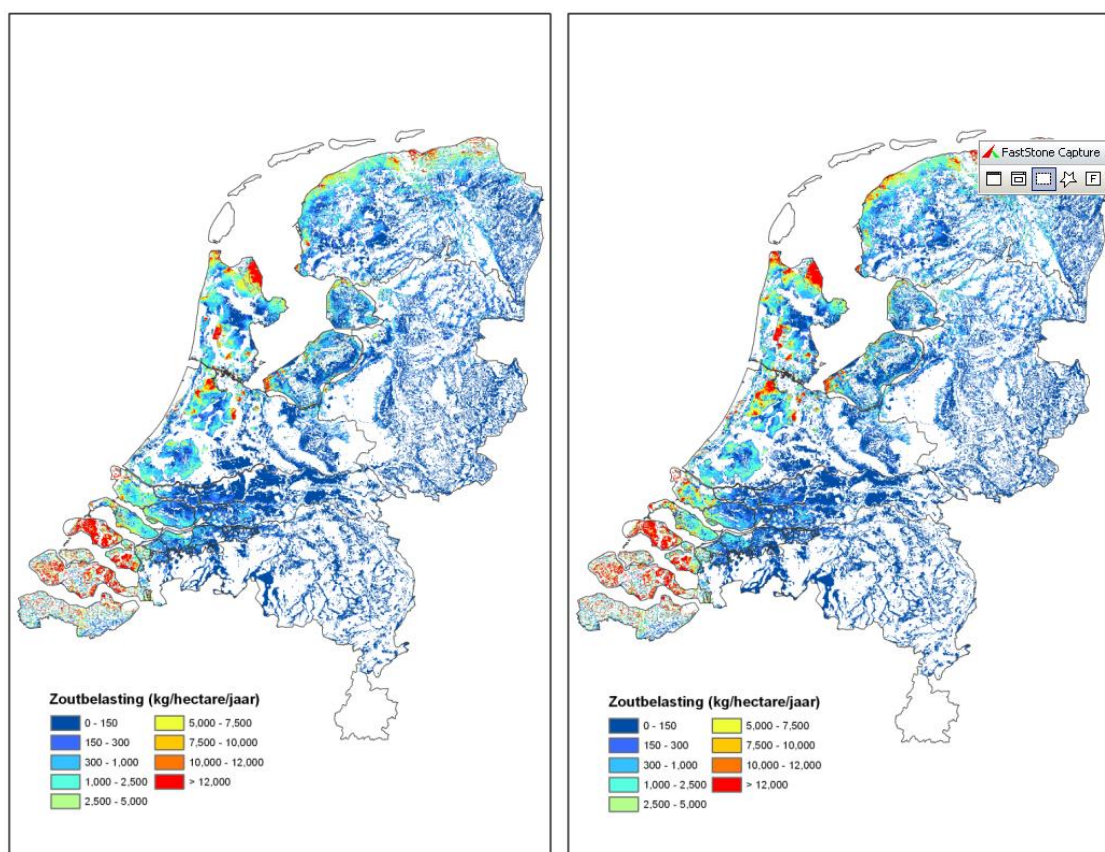 FastStone Capture
F
Zoutbelasting (kg/hectare/jaar)
0 - 150
150 - 300
300 - 1,000
1,000 - 2,500
2,500 - 5,000
5,000 - 7,500
7,500 - 10,000
10,000 - 12,000
> 12,000
Zoutbelasting (kg/hectare/jaar)
0 - 150
150 - 300
300 - 1,000
1,000 - 2,500
2,500 - 5,000
5,000 - 7,500
7,500 - 10,000
10,000 - 12,000
> 12,000